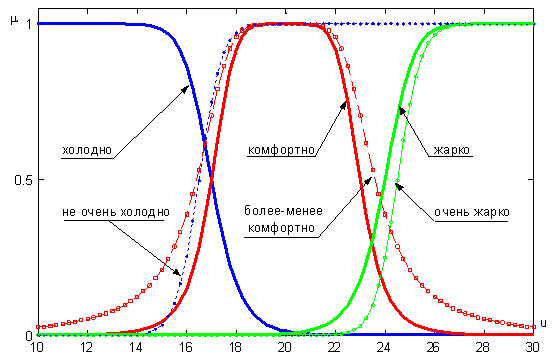 μ
1
холодно
комфортно
жарко
0.5
не очень холодно
более-менее
комфортно
очень жарко
0
u
10 12 14 16 18 20 22 24 26 28 30